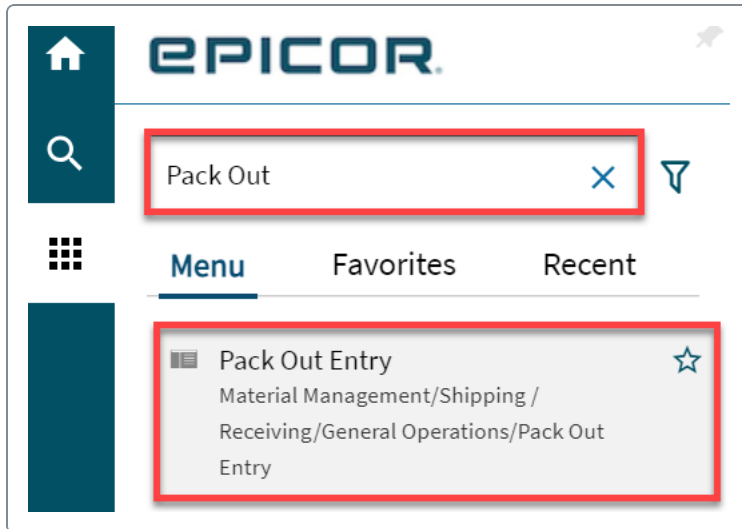 EPICOR.
Pack Out
Menu Favorites Recent
Pack Out Entry
Material Management/Shipping /
Receiving/General Operations/Pack Out
Entry